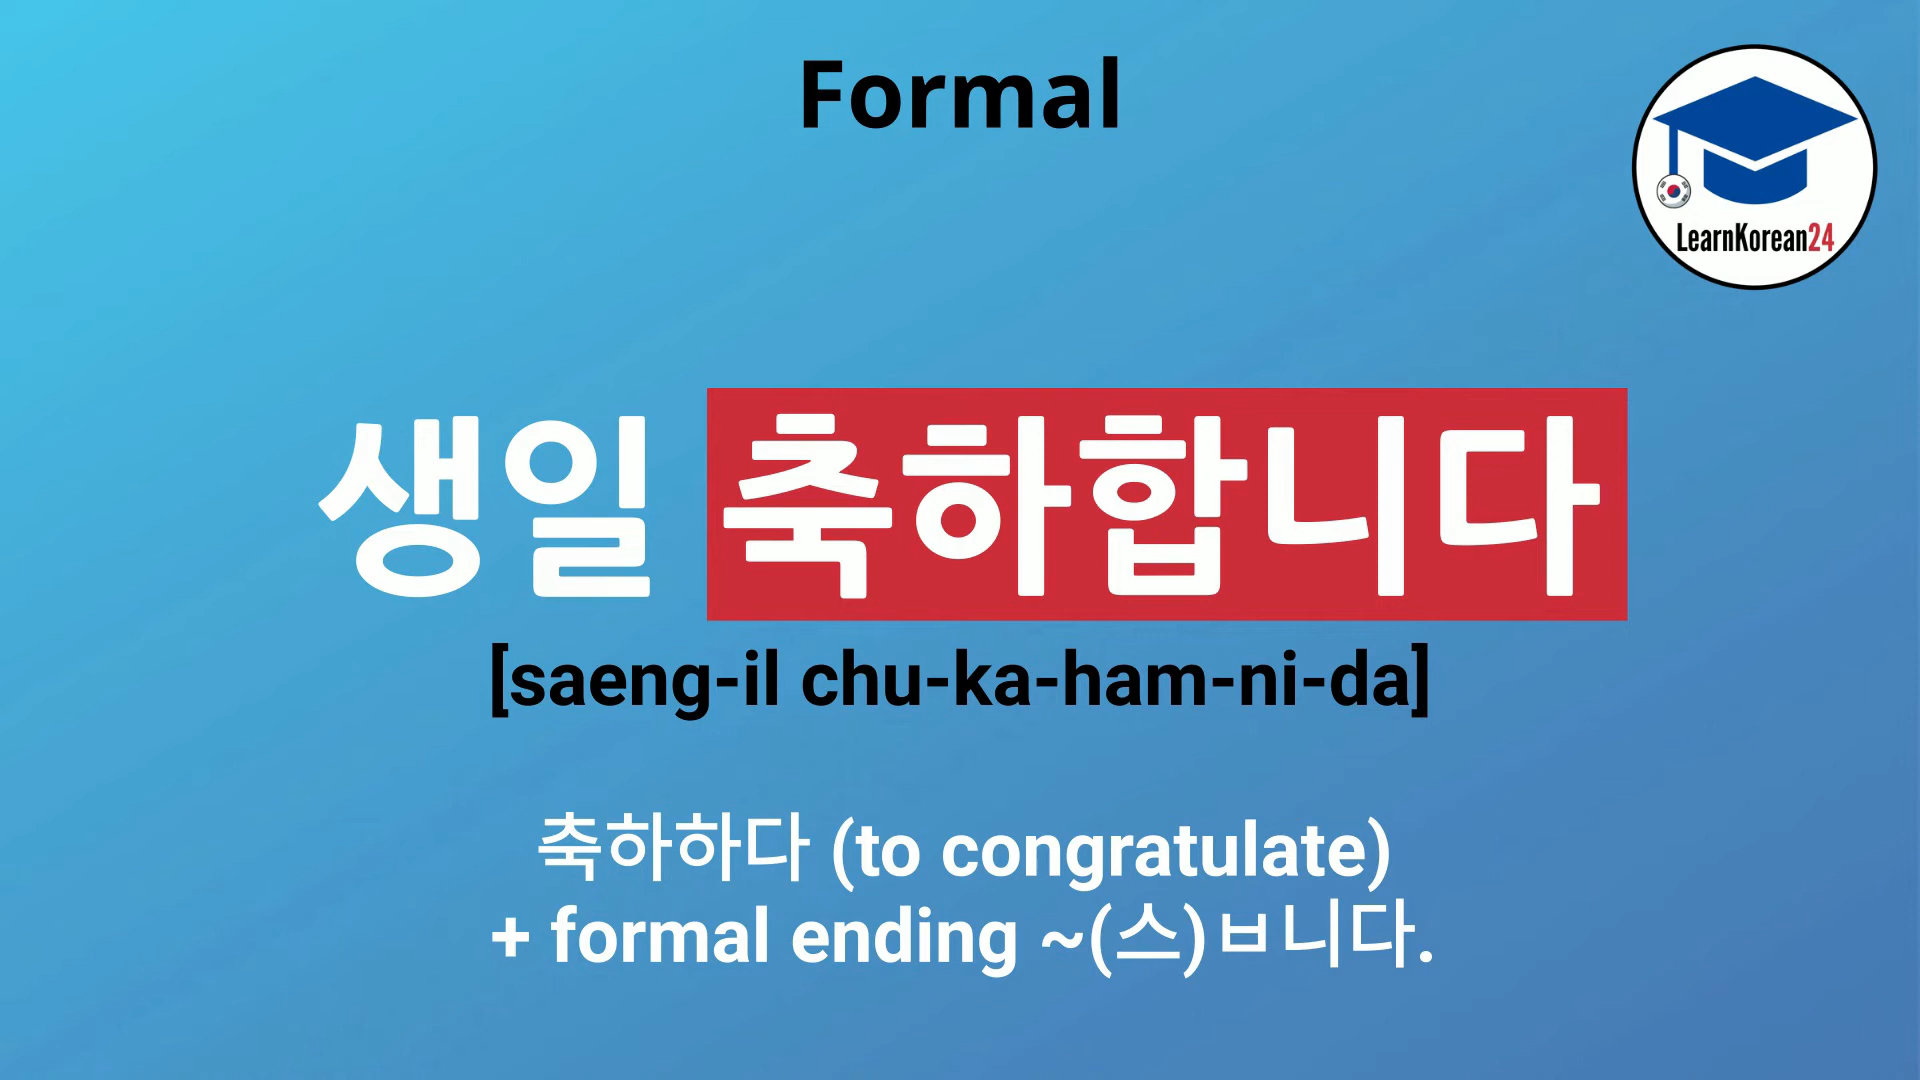 Formal
LearnKorean24
생일 축하합니다
[saeng-il chu-ka-ham-ni-da]
축하하다 (to congratulate)
+ formal ending ~(스)ㅂ니다.